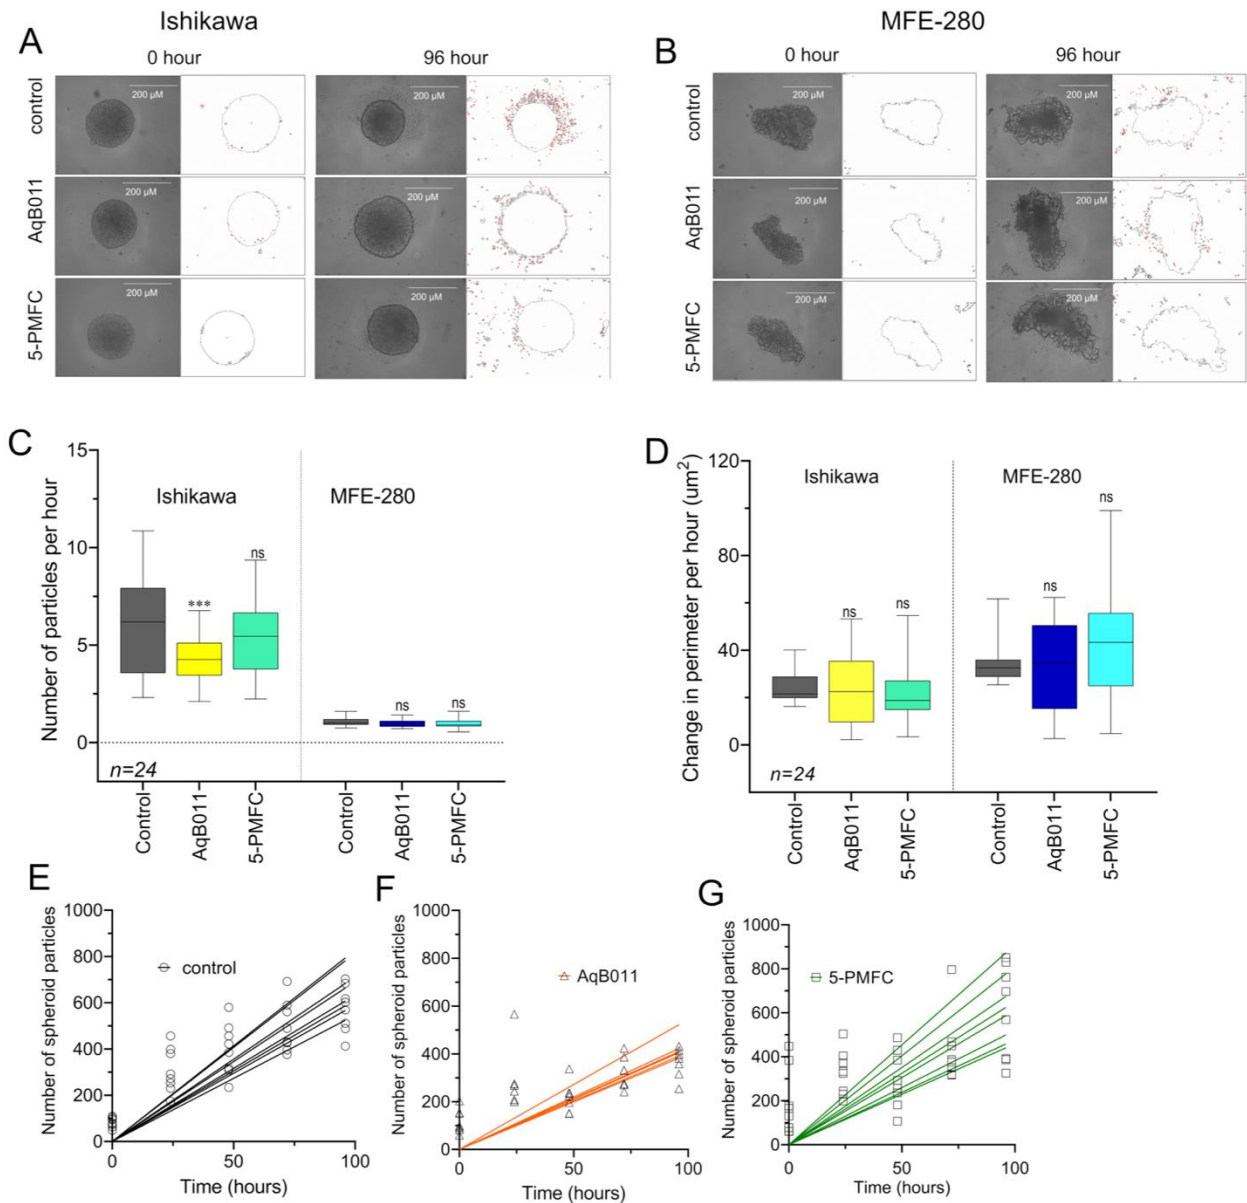 Ishikawa
MFE-280
A
0 hour
96 hour
B
0 hour
96 hour
control
200 µM
200 µM
control
200 µM
200 µM
AqB011
200 µM
200 µM
AqB011
200 µM
200 µM
5-PMFC
200 µM
200 µM
5-PMFC
200 µM
200 µM
C
Number of particles per hour
15
10
5
0
Ishikawa
MFE-280
***
ns
ns
ns
n=24
Control
AqB011
5-PMFC
Control
AqB011
5-PMFC
D
Change in perimeter per hour (um²)
120
80
40
0
Ishikawa
MFE-280
ns
ns
ns
ns
n=24
Control
AqB011
5-PMFC
Control
AqB011
5-PMFC
E
Number of spheroid particles
1000
800
600
400
200
0
control
0
50
100
Time (hours)
F
Number of spheroid particles
1000
800
600
400
200
0
AqB011
0
50
100
Time (hours)
G
Number of spheroid particles
1000
800
600
400
200
0
5-PMFC
0
50
100
Time (hours)